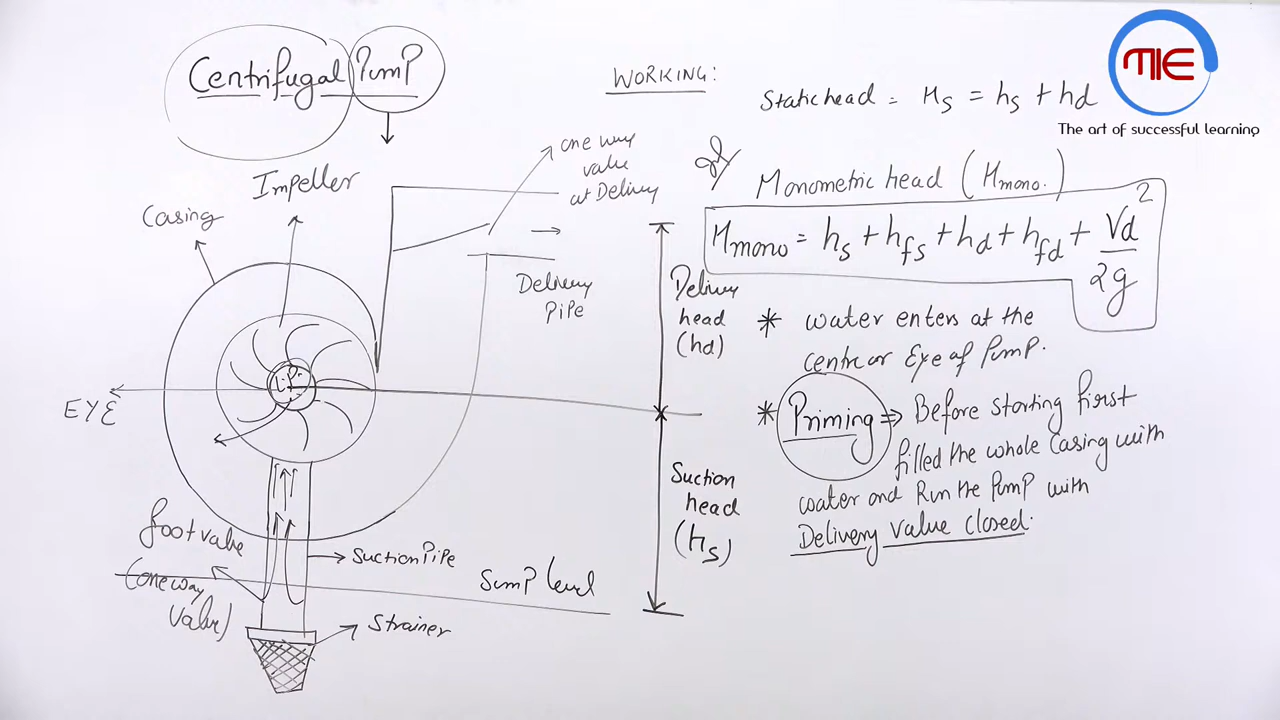 Centrifugal Pump
WORKING:
Static head = Hs = hs + hd
MIE
The art of successful learning
Monometric head (Hmono.)
Hmono = hs + hfs + hd + hfd + Vd²/2g
* water enters at the
centre or Eye of Pump.
* Priming ⇒ Before starting first
filled the whole casing with
water and Run the Pump with
Delivery Value Closed.
one way
value
at Delivery
Impeller
Casing
Delivery
Pipe
EYE
L.P.
Delivery
head
(hd)
Suction
head
(hs)
foot valve
(one way
Valve)
Suction Pipe
Sump level
Strainer